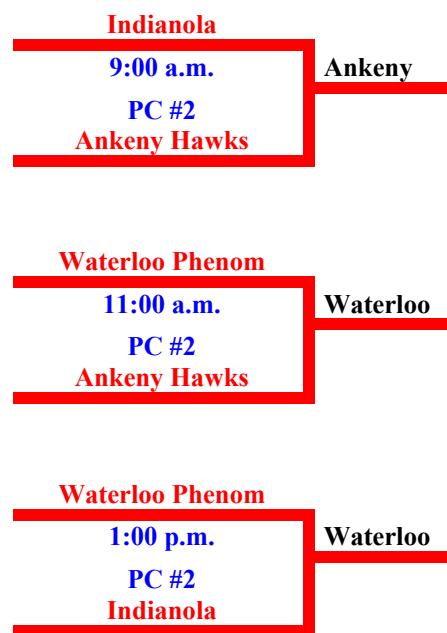 Indianola
9:00 a.m.
Ankeny
PC #2
Ankeny Hawks
Waterloo Phenom
11:00 a.m.
Waterloo
PC #2
Ankeny Hawks
Waterloo Phenom
1:00 p.m.
Waterloo
PC #2
Indianola